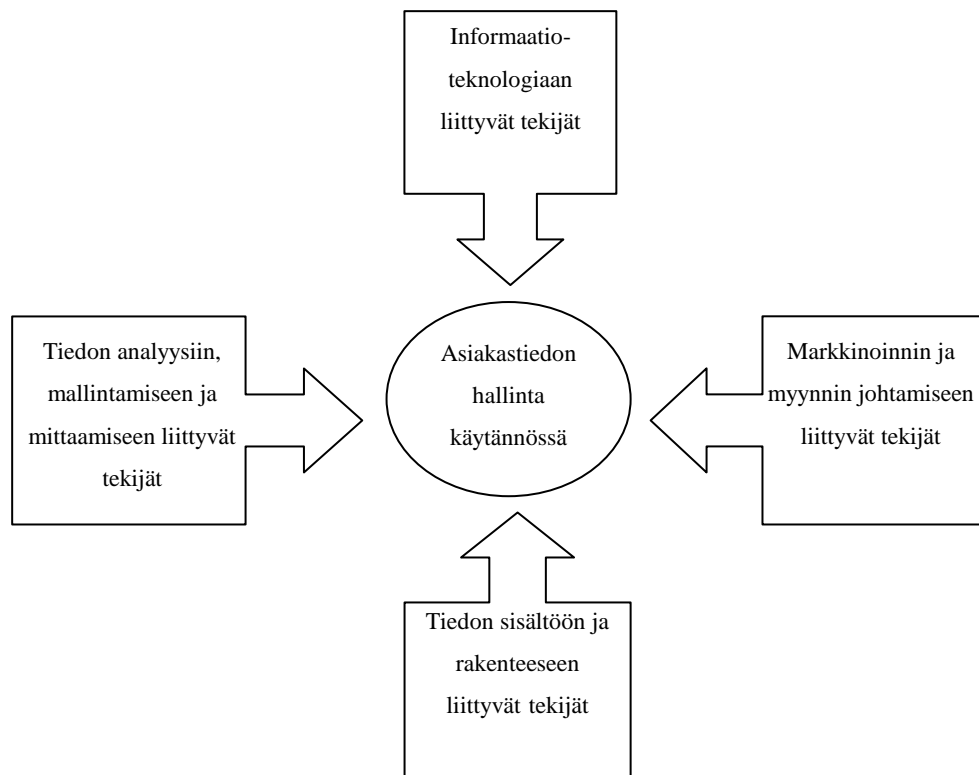 Informaatio-
teknologiaan
liittyvät tekijät
Tiedon analyysiin,
mallintamiseen ja
mittaamiseen liittyvät
tekijät
Asiakastiedon
hallinta
käytännössä
Markkinoinnin ja
myynnin johtamiseen
liittyvät tekijät
Tiedon sisältöön ja
rakenteeseen
liittyvät tekijät